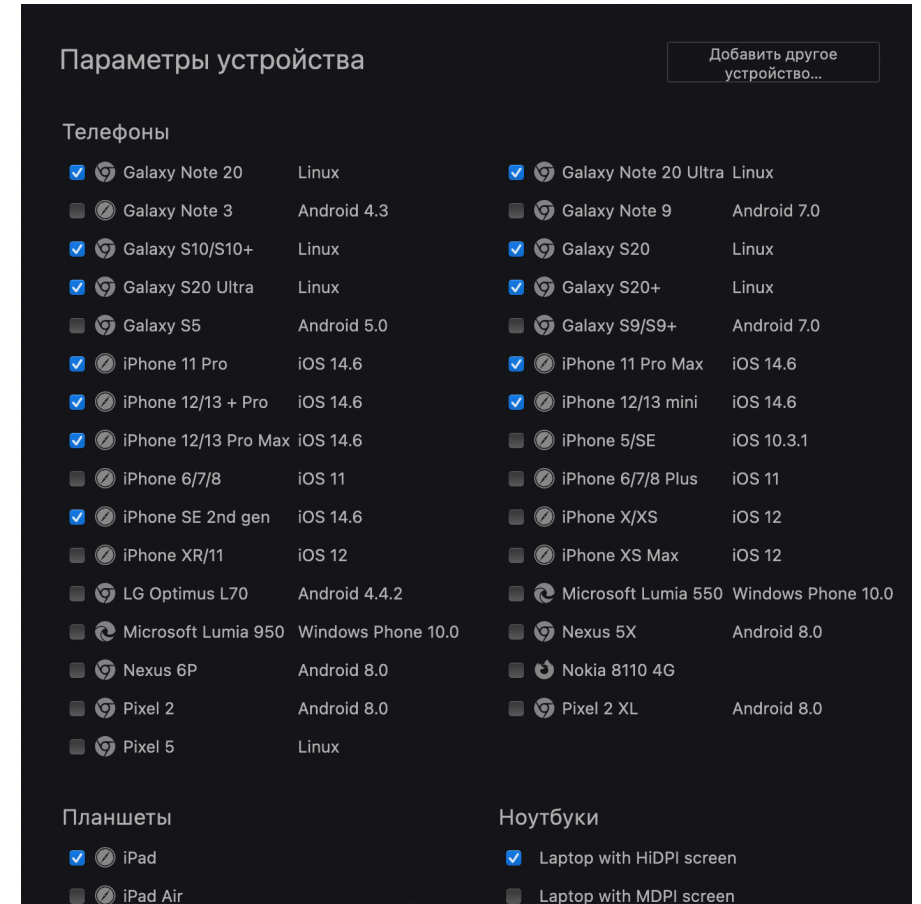 Параметры устройства
Добавить другое
устройство...
Телефоны
Galaxy Note 20 Linux Galaxy Note 20 Ultra Linux
Galaxy Note 3 Android 4.3 Galaxy Note 9 Android 7.0
Galaxy S10/S10+ Linux Galaxy S20 Linux
Galaxy S20 Ultra Linux Galaxy S20+ Linux
Galaxy S5 Android 5.0 Galaxy S9/S9+ Android 7.0
iPhone 11 Pro iOS 14.6 iPhone 11 Pro Max iOS 14.6
iPhone 12/13 + Pro iOS 14.6 iPhone 12/13 mini iOS 14.6
iPhone 12/13 Pro Max iOS 14.6 iPhone 5/SE iOS 10.3.1
iPhone 6/7/8 iOS 11 iPhone 6/7/8 Plus iOS 11
iPhone SE 2nd gen iOS 14.6 iPhone X/XS iOS 12
iPhone XR/11 iOS 12 iPhone XS Max iOS 12
LG Optimus L70 Android 4.4.2 Microsoft Lumia 550 Windows Phone 10.0
Microsoft Lumia 950 Windows Phone 10.0 Nexus 5X Android 8.0
Nexus 6P Android 8.0 Nokia 8110 4G
Pixel 2 Android 8.0 Pixel 2 XL Android 8.0
Pixel 5 Linux
Планшеты Ноутбуки
iPad Laptop with HiDPI screen
iPad Air Laptop with MDPI screen